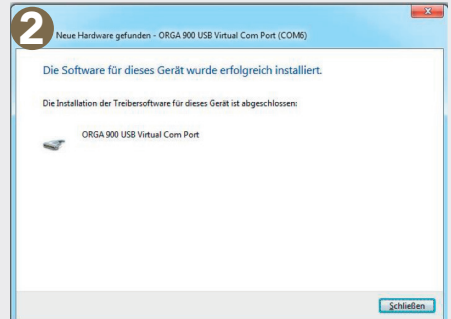 2
Neue Hardware gefunden - ORGA 900 USB Virtual Com Port (COM6)
Die Software für dieses Gerät wurde erfolgreich installiert.
Die Installation der Treibersoftware für dieses Gerät ist abgeschlossen:
ORGA 900 USB Virtual Com Port
Schließen